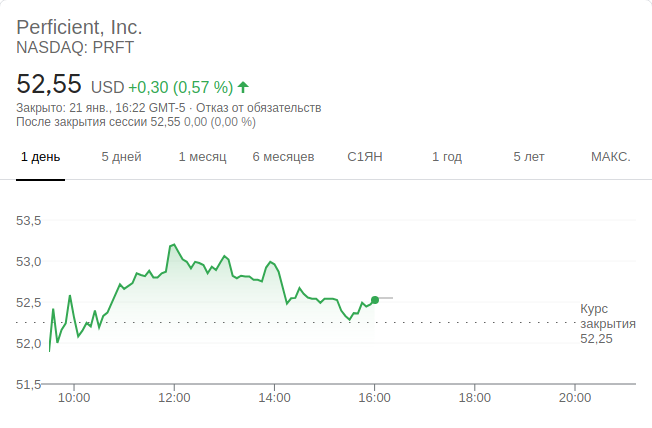 Perficient, Inc.
NASDAQ: PRFT
52,55 USD +0,30 (0,57 %)
Закрыто: 21 янв., 16:22 GMT-5 · Отказ от обязательств
После закрытия сессии 52,55 0,00 (0,00 %)
1 день 5 дней 1 месяц 6 месяцев С1ЯН 1 год 5 лет МАКС.
53,5
53,0
52,5
Курс
закрытия
52,25
52,0
51,5
10:00 12:00 14:00 16:00 18:00 20:00